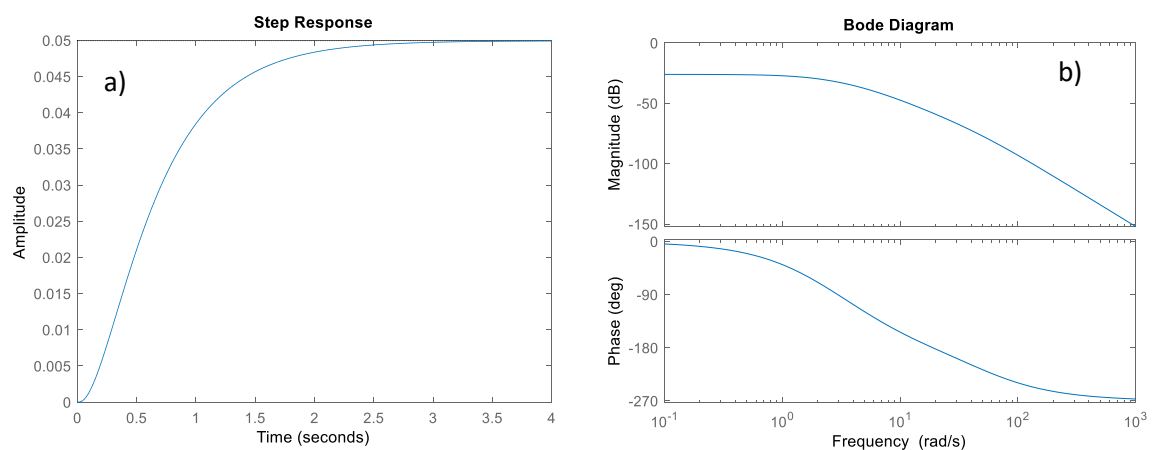 Step Response
a)
Amplitude
0.05
0.045
0.04
0.035
0.03
0.025
0.02
0.015
0.01
0.005
0
0 0.5 1 1.5 2 2.5 3 3.5 4
Time (seconds)
Bode Diagram
b)
Magnitude (dB)
0
-50
-100
-150
Phase (deg)
0
-90
-180
-270
10^-1 10^0 10^1 10^2 10^3
Frequency (rad/s)